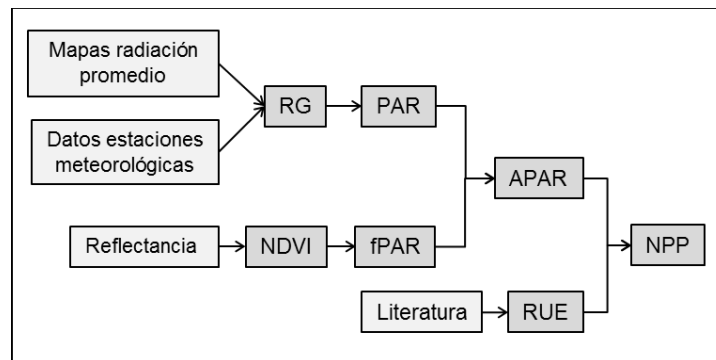 Mapas radiación
promedio
RG
PAR
Datos estaciones
meteorológicas
APAR
Reflectancia
NDVI
fPAR
NPP
Literatura
RUE